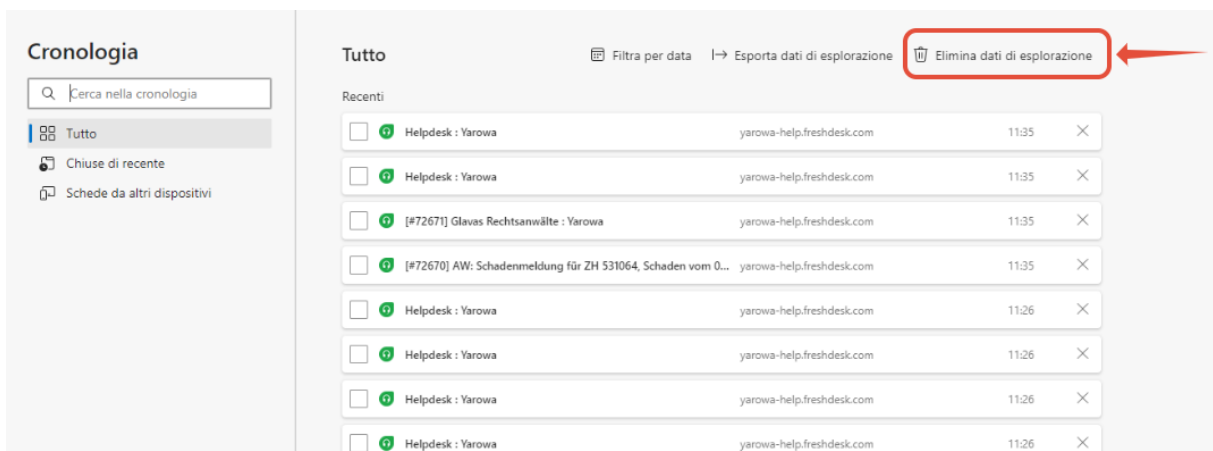 Cronologia
Cerca nella cronologia
Tutto
Chiuse di recente
Schede da altri dispositivi
Tutto
Filtra per data
Esporta dati di esplorazione
Elimina dati di esplorazione
Recenti
Helpdesk : Yarowa yarowa-help.freshdesk.com 11:35
Helpdesk : Yarowa yarowa-help.freshdesk.com 11:35
[#72671] Glavas Rechtsanwälte : Yarowa yarowa-help.freshdesk.com 11:35
[#72670] AW: Schadenmeldung für ZH 531064, Schaden vom 0... yarowa-help.freshdesk.com 11:35
Helpdesk : Yarowa yarowa-help.freshdesk.com 11:26
Helpdesk : Yarowa yarowa-help.freshdesk.com 11:26
Helpdesk : Yarowa yarowa-help.freshdesk.com 11:26
Helpdesk : Yarowa yarowa-help.freshdesk.com 11:26